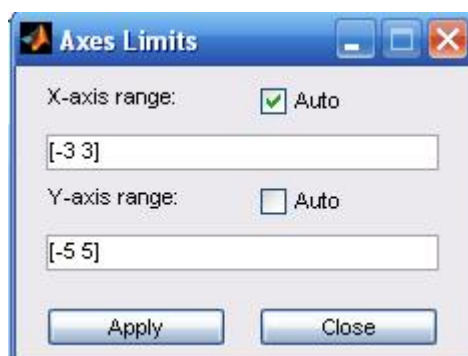 Axes Limits
X-axis range: Auto
[-3 3]
Y-axis range: Auto
[-5 5]
Apply Close